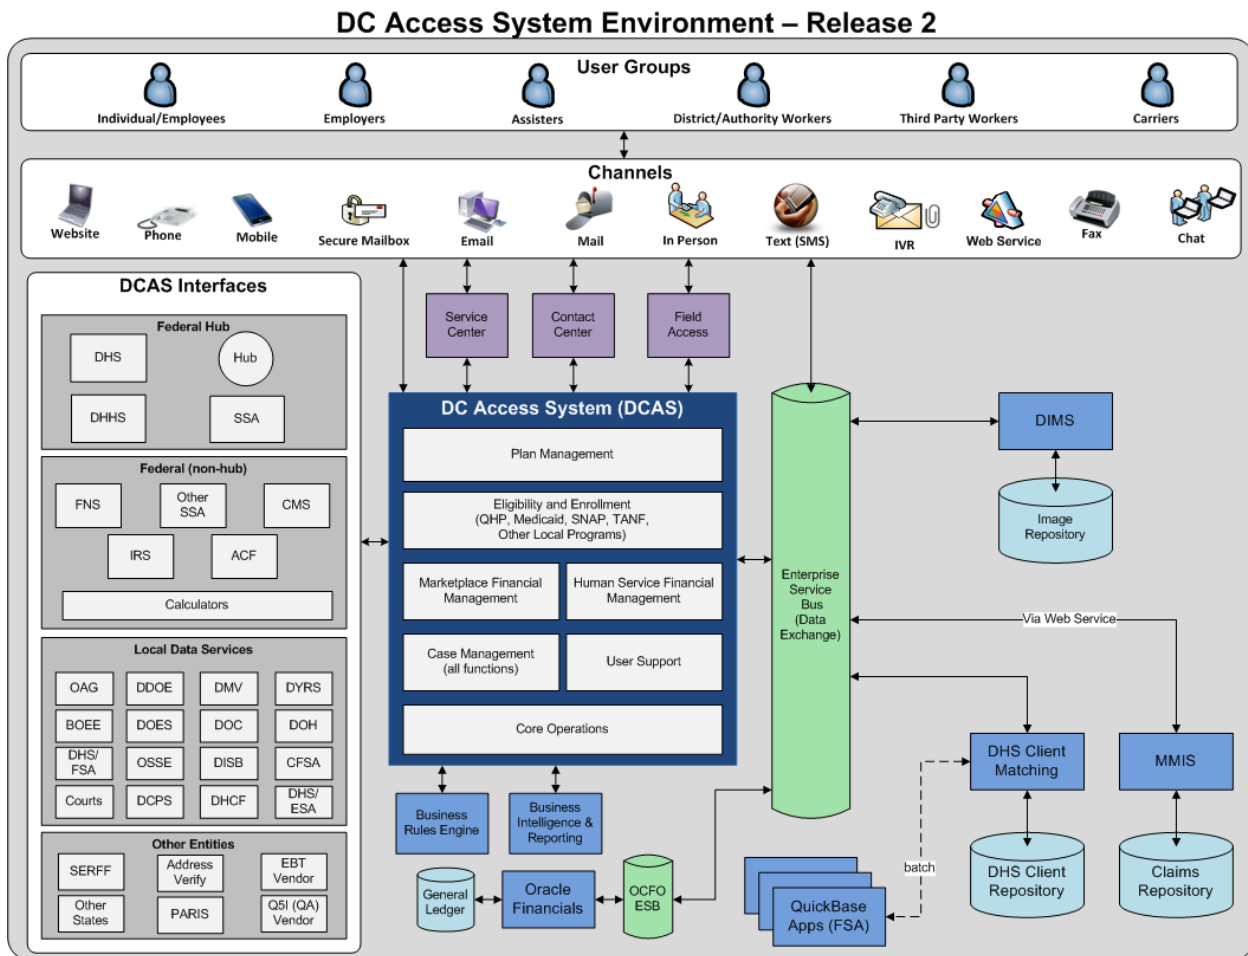 DC Access System Environment – Release 2
User Groups
Individual/Employees
Employers
Assisters
District/Authority Workers
Third Party Workers
Carriers
Channels
Website
Phone
Mobile
Secure Mailbox
Email
Mail
In Person
Text (SMS)
IVR
Web Service
Fax
Chat
DCAS Interfaces
Federal Hub
DHS
Hub
DHHS
SSA
Federal (non-hub)
FNS
Other
SSA
CMS
IRS
ACF
Calculators
Local Data Services
OAG
DDOE
DMV
DYRS
BOEE
DOES
DOC
DOH
DHS/
FSA
OSSE
DISB
CFSA
Courts
DCPS
DHCF
DHS/
ESA
Other Entities
SERFF
Address
Verify
EBT
Vendor
Other
States
PARIS
Q5I (QA)
Vendor
Service
Center
Contact
Center
Field
Access
DC Access System (DCAS)
Plan Management
Eligibility and Enrollment
(QHP, Medicaid, SNAP, TANF,
Other Local Programs)
Marketplace Financial
Management
Human Service Financial
Management
Case Management
(all functions)
User Support
Core Operations
Business
Rules Engine
Business
Intelligence &
Reporting
General
Ledger
Oracle
Financials
OCFO
ESB
Enterprise
Service
Bus
(Data
Exchange)
DIMS
Image
Repository
Via Web Service
DHS Client
Matching
MMIS
batch
DHS Client
Repository
Claims
Repository
QuickBase
Apps (FSA)